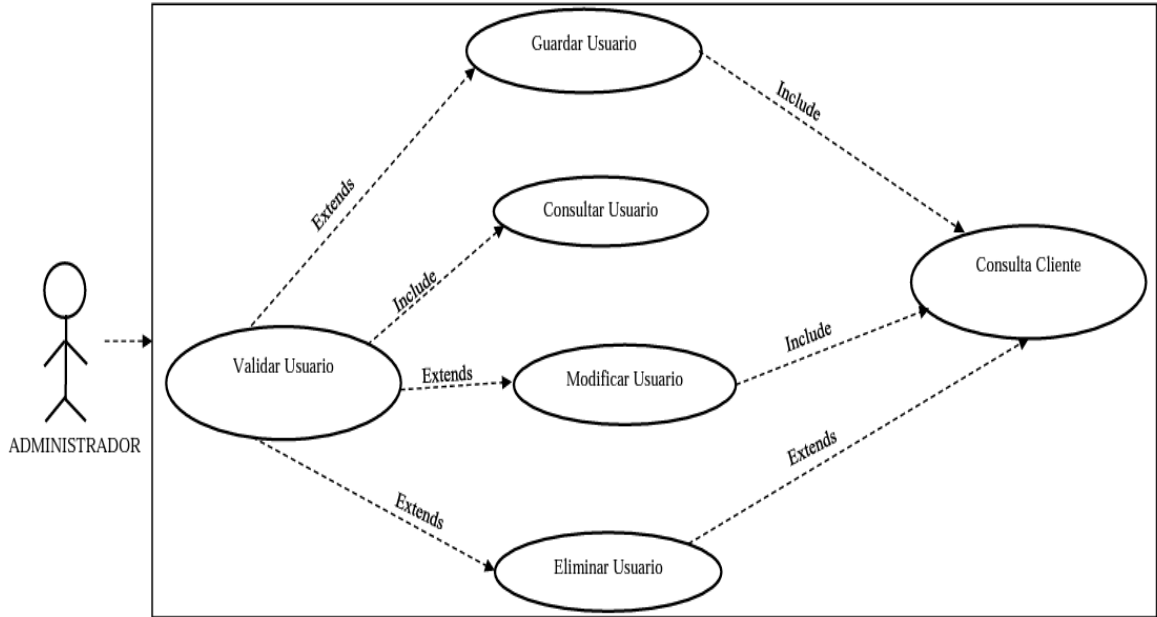 Guardar Usuario
Include
Extends
Consultar Usuario
Include
Consulta Cliente
Validar Usuario
Extends
Modificar Usuario
Include
ADMINISTRADOR
Extends
Extends
Eliminar Usuario